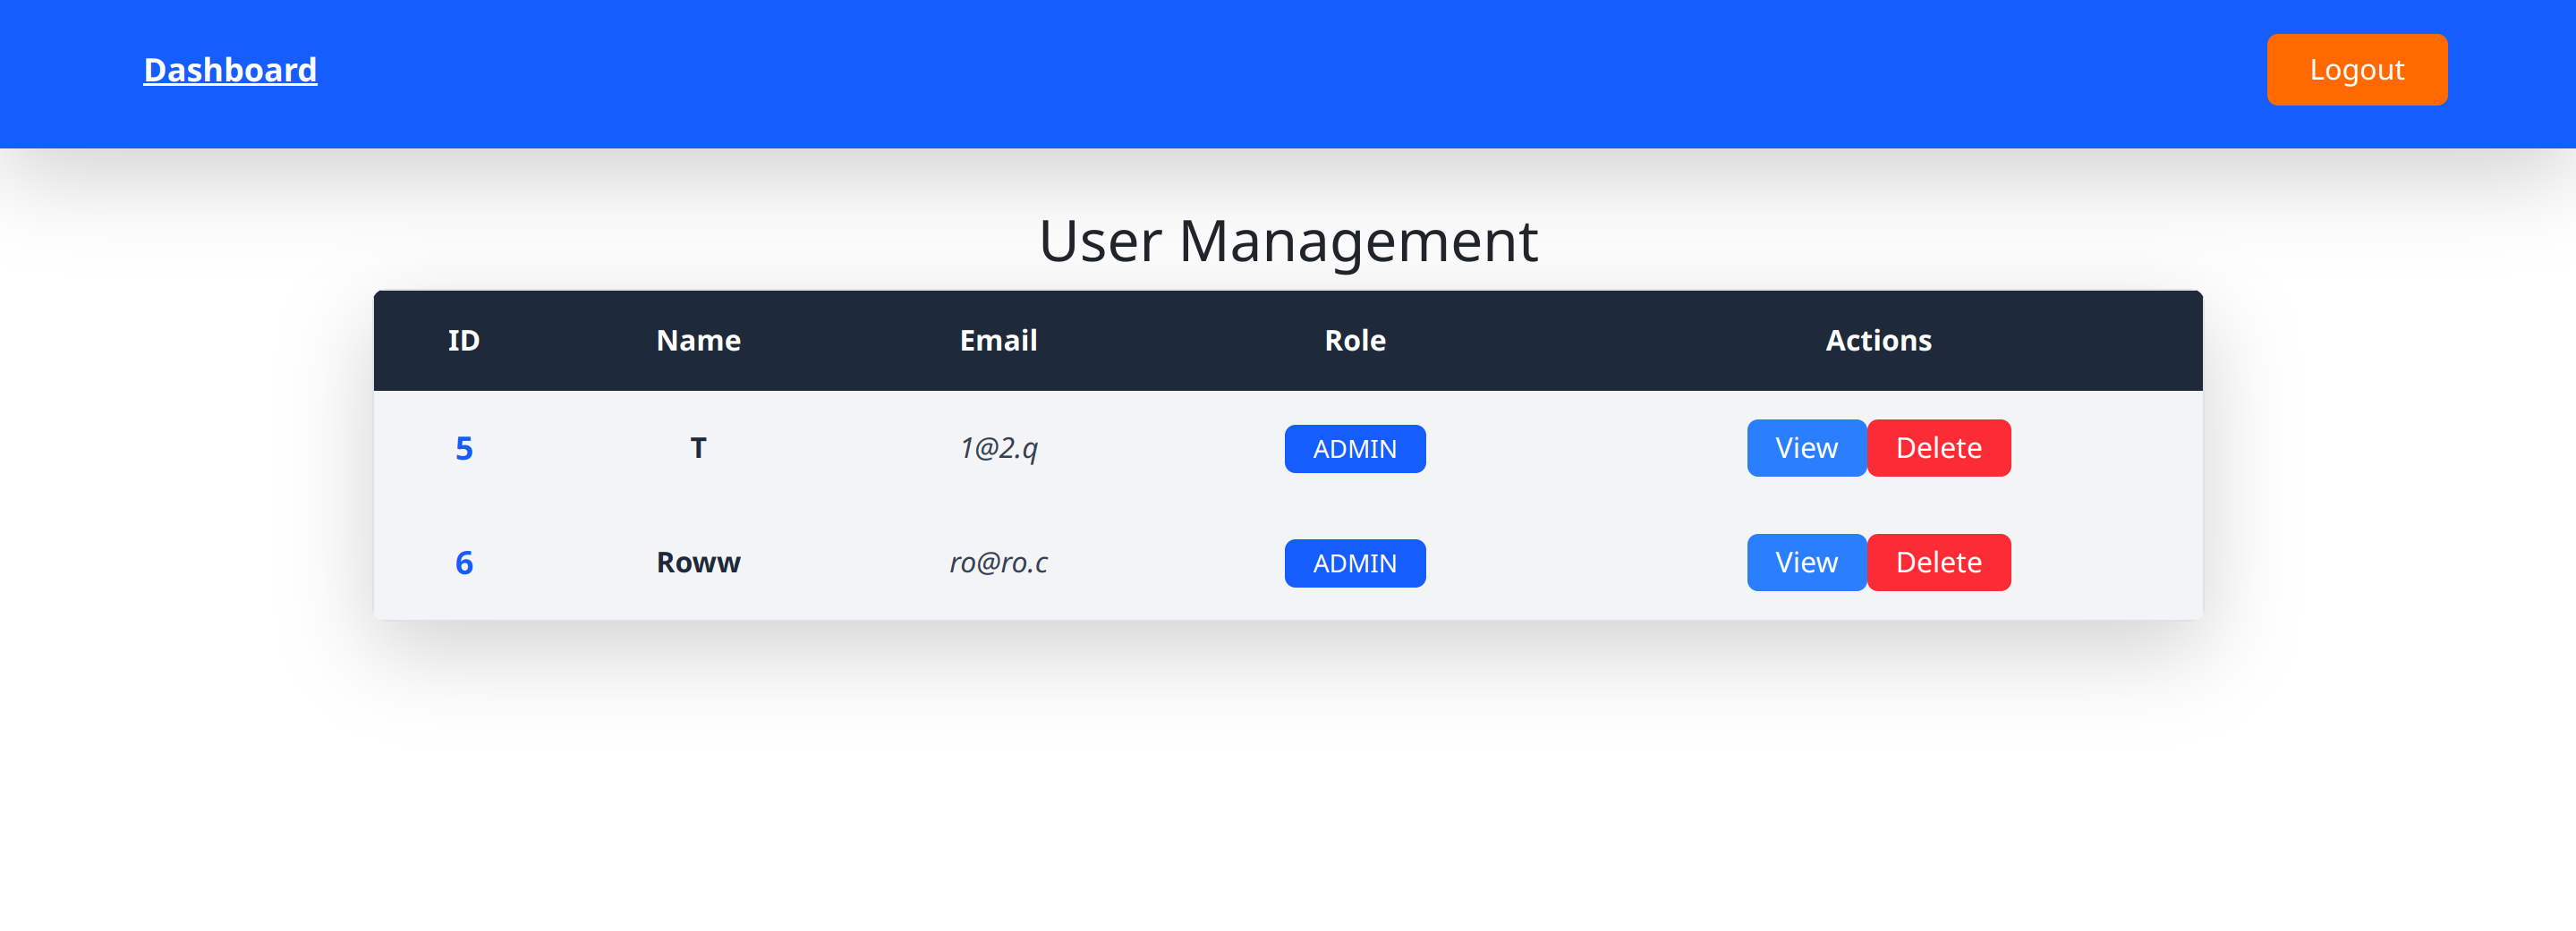 Dashboard Logout
User Management
ID Name Email Role Actions
5 T 1@2.q ADMIN View Delete
6 Roww ro@ro.c ADMIN View Delete